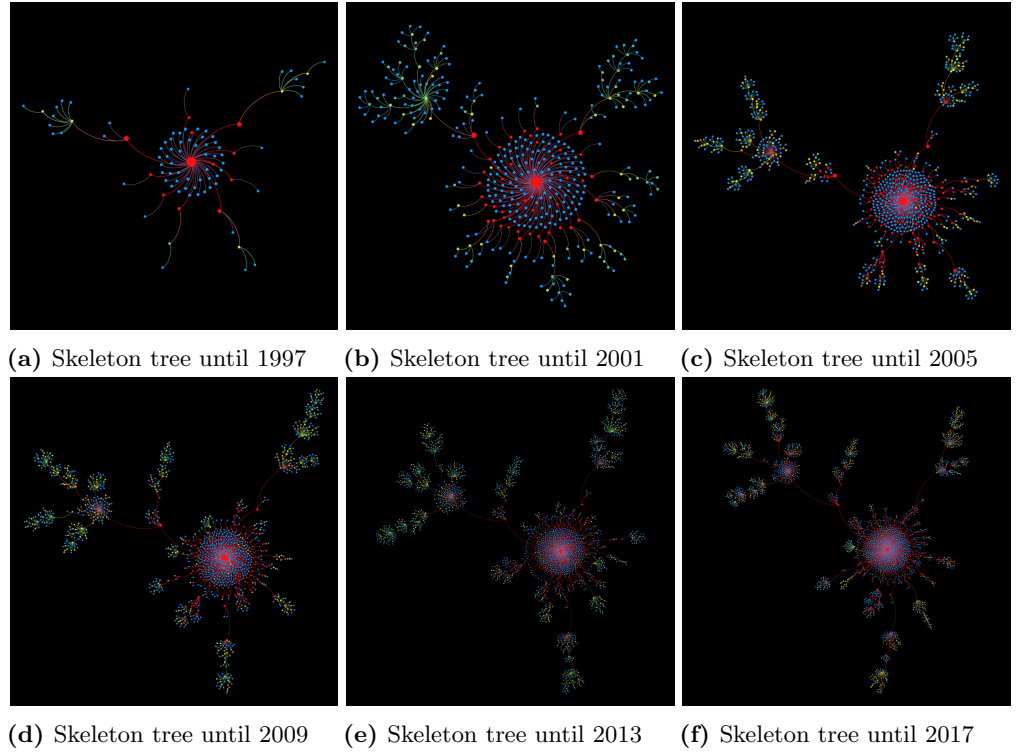 (a) Skeleton tree until 1997
(b) Skeleton tree until 2001
(c) Skeleton tree until 2005
(d) Skeleton tree until 2009
(e) Skeleton tree until 2013
(f) Skeleton tree until 2017